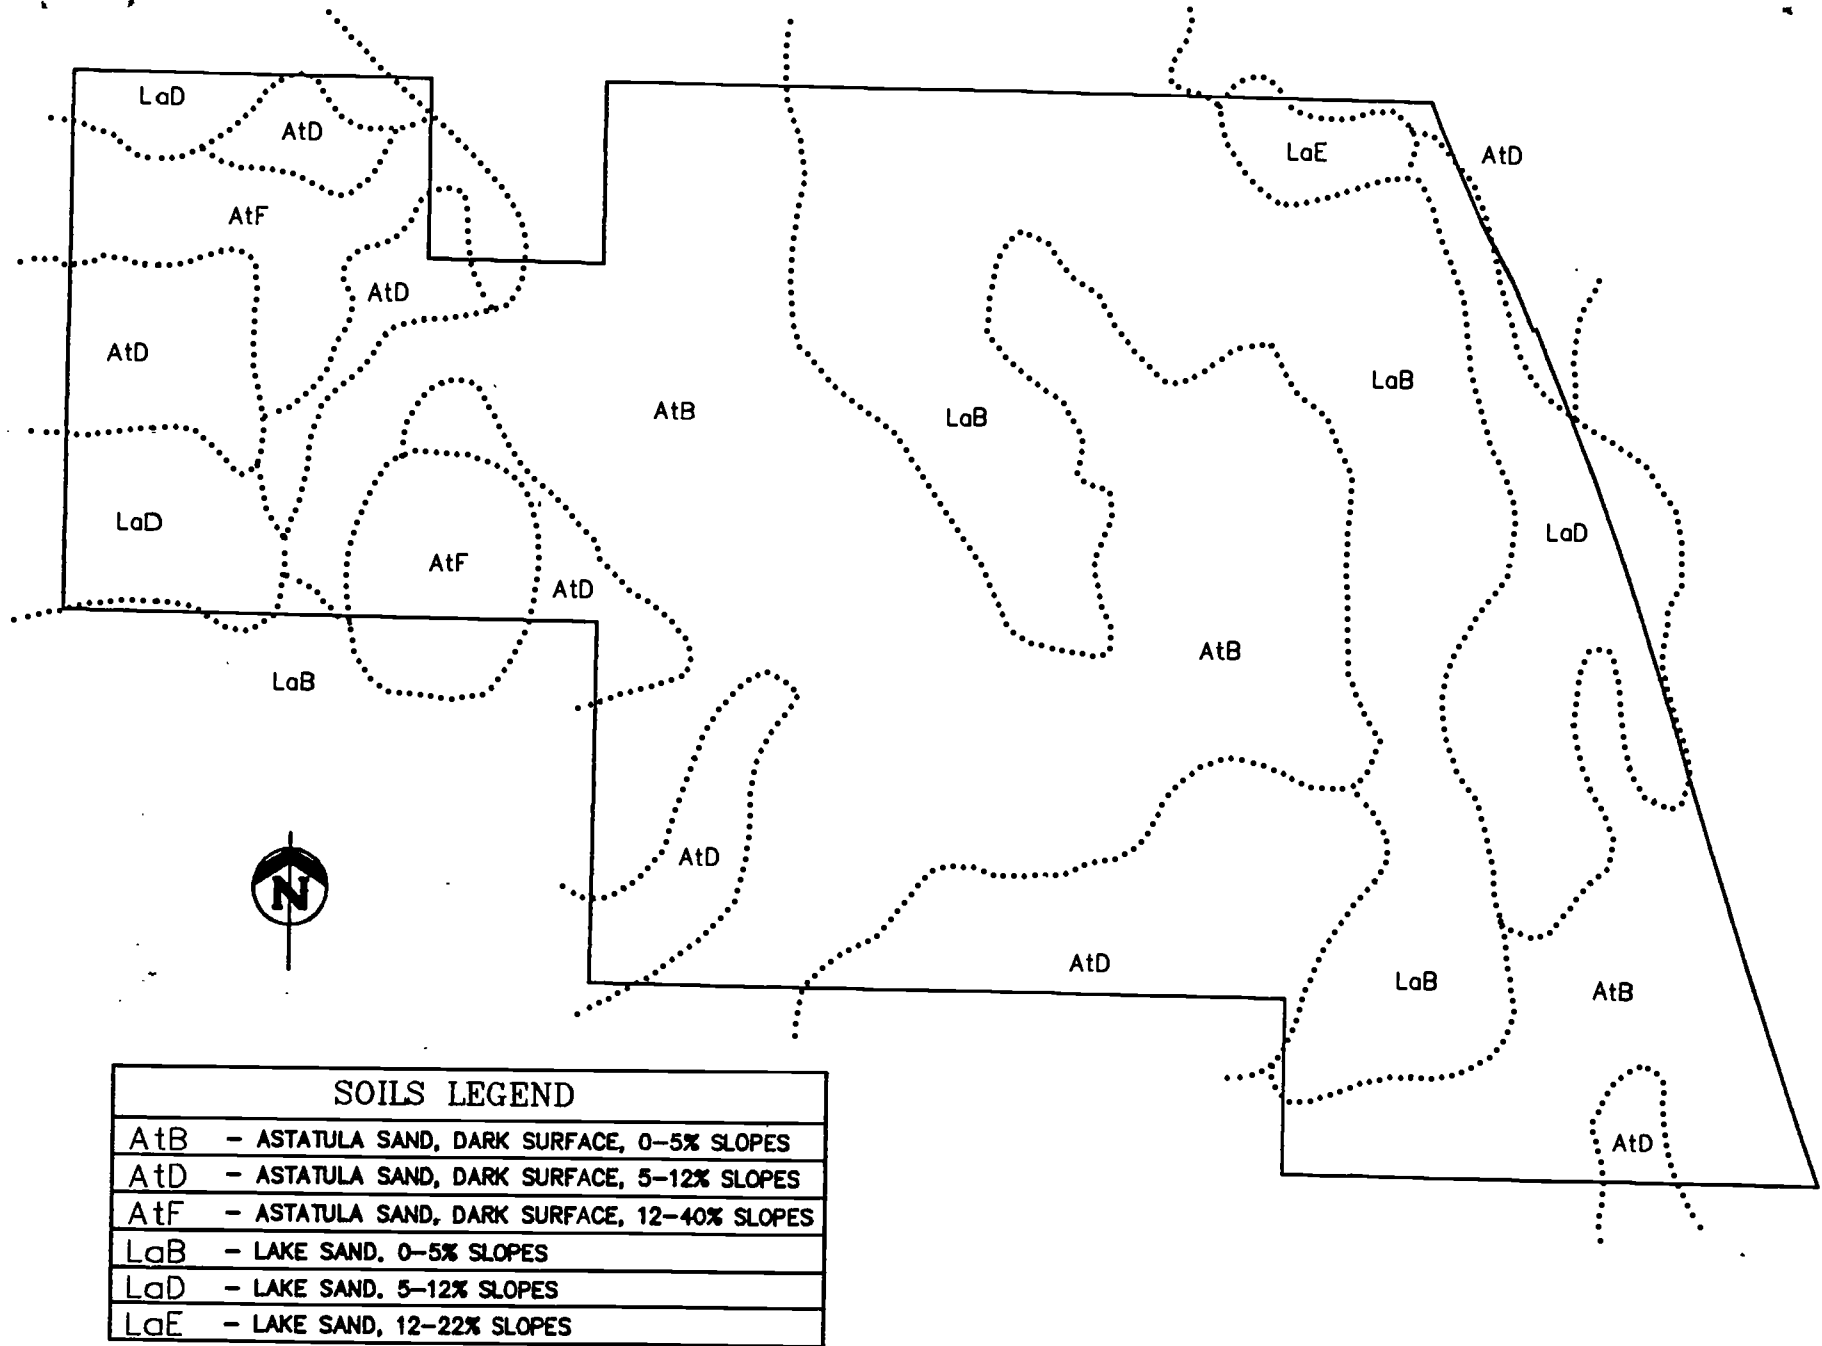 LaD
AtD
LaE
AtD
AtF
AtD
AtD
LaB
AtB
LaB
LaD
LaD
AtF
AtD
AtB
LaB
AtD
N
AtD
LaB
AtB
SOILS LEGEND
AtB – ASTATULA SAND, DARK SURFACE, 0–5% SLOPES
AtD – ASTATULA SAND, DARK SURFACE, 5–12% SLOPES
AtF – ASTATULA SAND, DARK SURFACE, 12–40% SLOPES
LaB – LAKE SAND. 0–5% SLOPES
LaD – LAKE SAND. 5–12% SLOPES
LaE – LAKE SAND, 12–22% SLOPES
AtD